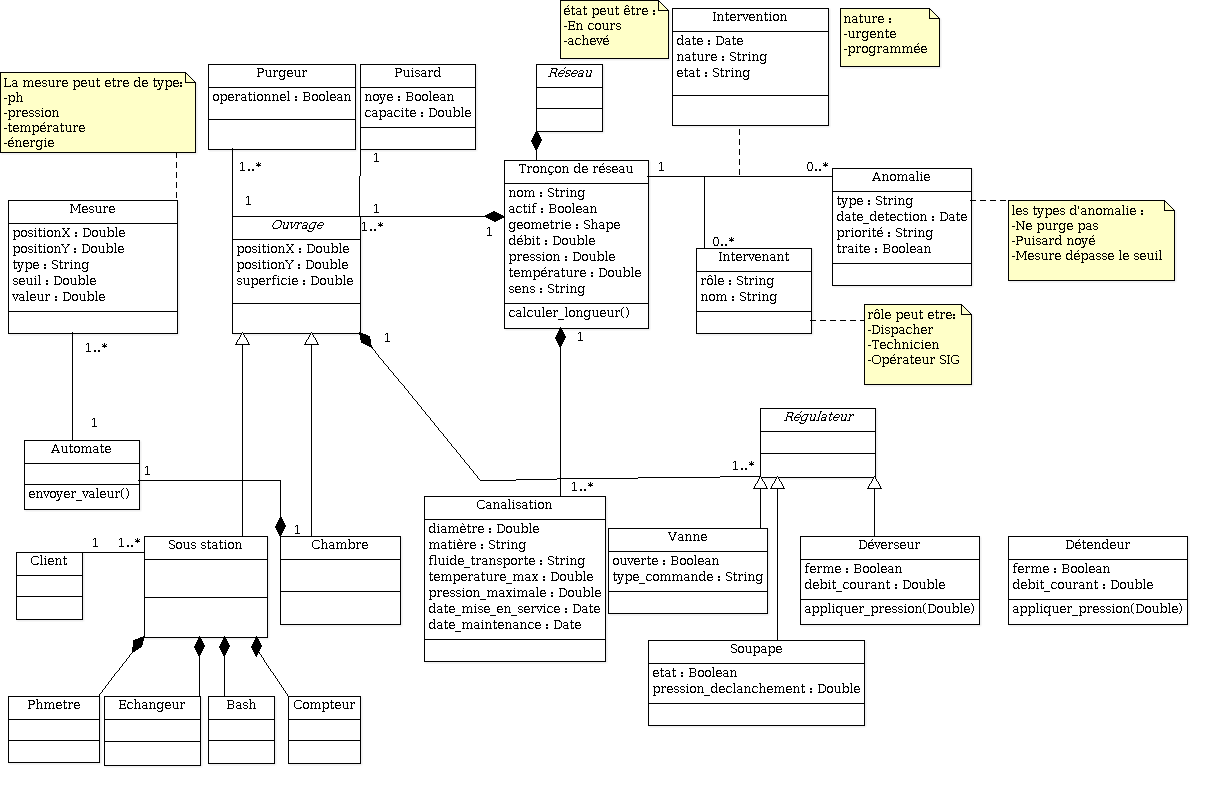 état peut être :
-En cours
-achevé
Intervention
date : Date
nature : String
etat : String
nature :
-urgente
-programmée
La mesure peut etre de type:
-ph
-pression
-température
-énergie
Purgeur
operationnel : Boolean
Puisard
noye : Boolean
capacite : Double
Réseau
1..*
1
1
1
1..*
1
Tronçon de réseau
nom : String
actif : Boolean
geometrie : Shape
débit : Double
pression : Double
température : Double
sens : String
calculer_longueur()
1
0..*
0..*
Anomalie
type : String
date_detection : Date
priorité : String
traite : Boolean
les types d'anomalie :
-Ne purge pas
-Puisard noyé
-Mesure dépasse le seuil
Mesure
positionX : Double
positionY : Double
type : String
seuil : Double
valeur : Double
Ouvrage
positionX : Double
positionY : Double
superficie : Double
Intervenant
rôle : String
nom : String
rôle peut etre:
-Dispacher
-Technicien
-Opérateur SIG
1..*
1
1
1
Automate
envoyer_valeur()
1
1
Régulateur
1..*
1..*
Canalisation
diamètre : Double
matière : String
fluide_transporte : String
temperature_max : Double
pression_maximale : Double
date_mise_en_service : Date
date_maintenance : Date
Vanne
ouverte : Boolean
type_commande : String
Déverseur
ferme : Boolean
debit_courant : Double
appliquer_pression(Double)
Détendeur
ferme : Boolean
debit_courant : Double
appliquer_pression(Double)
1
1..*
Client
Sous station
Chambre
Soupape
etat : Boolean
pression_declanchement : Double
Phmetre
Echangeur
Bash
Compteur